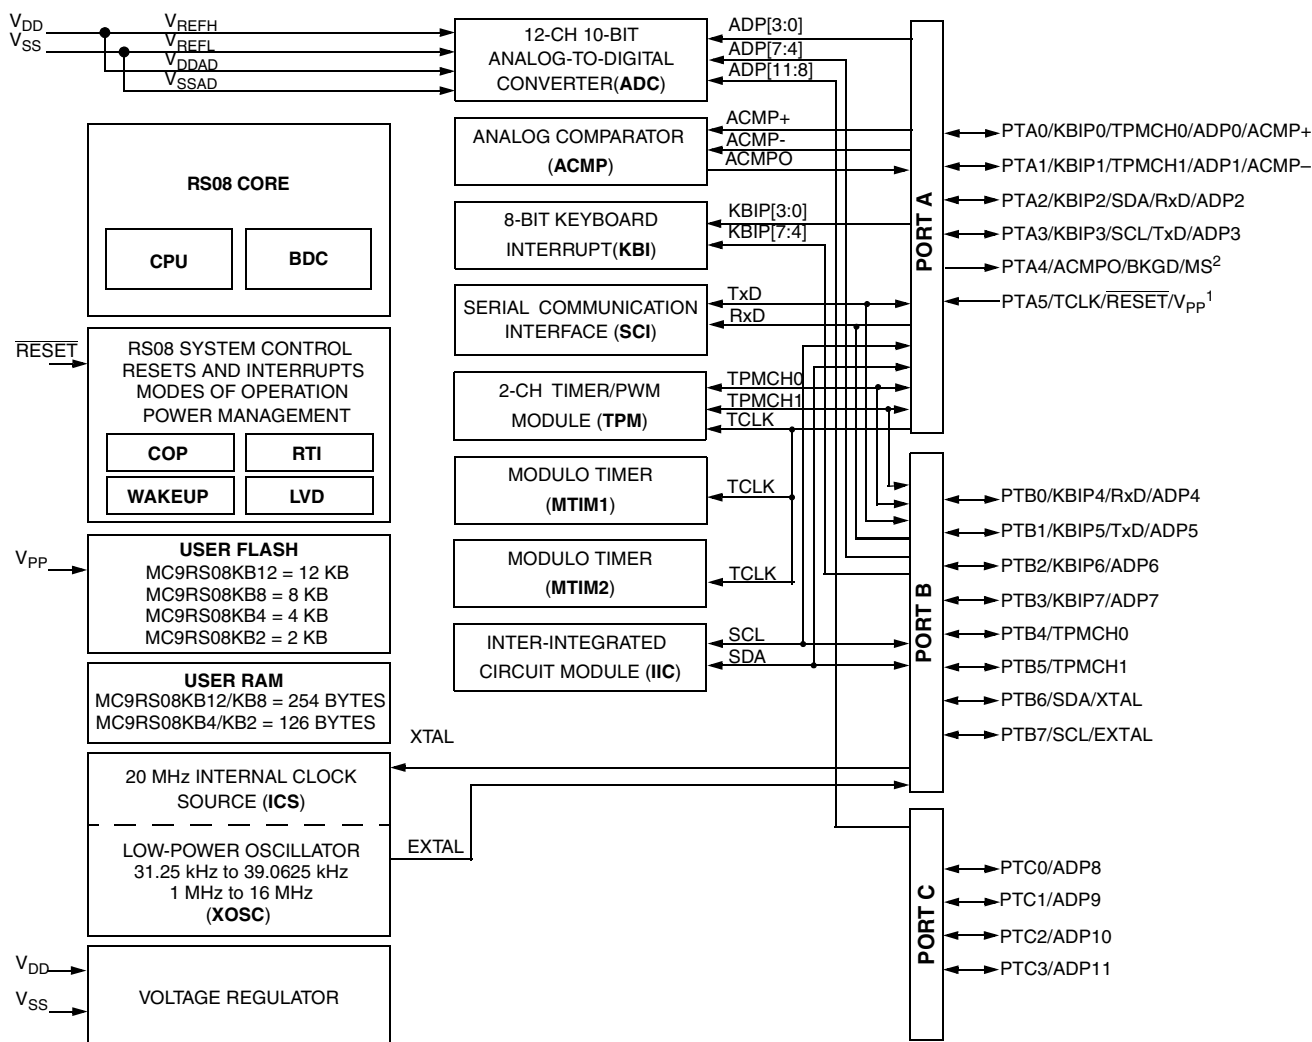 V_DD
V_SS
V_REFH
V_REFL
V_DDAD
V_SSAD
12-CH 10-BIT
ANALOG-TO-DIGITAL
CONVERTER(ADC)
ADP[3:0]
ADP[7:4]
ADP[11:8]
ANALOG COMPARATOR
(ACMP)
ACMP+
ACMP-
ACMPO
RS08 CORE
CPU
BDC
8-BIT KEYBOARD
INTERRUPT(KBI)
KBIP[3:0]
KBIP[7:4]
SERIAL COMMUNICATION
INTERFACE (SCI)
TxD
RxD
RESET
RS08 SYSTEM CONTROL
RESETS AND INTERRUPTS
MODES OF OPERATION
POWER MANAGEMENT
COP
RTI
WAKEUP
LVD
2-CH TIMER/PWM
MODULE (TPM)
TPMCH0
TPMCH1
TCLK
MODULO TIMER
(MTIM1)
TCLK
V_PP
USER FLASH
MC9RS08KB12 = 12 KB
MC9RS08KB8 = 8 KB
MC9RS08KB4 = 4 KB
MC9RS08KB2 = 2 KB
MODULO TIMER
(MTIM2)
TCLK
INTER-INTEGRATED
CIRCUIT MODULE (IIC)
SCL
SDA
USER RAM
MC9RS08KB12/KB8 = 254 BYTES
MC9RS08KB4/KB2 = 126 BYTES
XTAL
20 MHz INTERNAL CLOCK
SOURCE (ICS)
LOW-POWER OSCILLATOR
31.25 kHz to 39.0625 kHz
1 MHz to 16 MHz
(XOSC)
EXTAL
V_DD
V_SS
VOLTAGE REGULATOR
PORT A
PTA0/KBIP0/TPMCH0/ADP0/ACMP+
PTA1/KBIP1/TPMCH1/ADP1/ACMP–
PTA2/KBIP2/SDA/RxD/ADP2
PTA3/KBIP3/SCL/TxD/ADP3
PTA4/ACMPO/BKGD/MS²
PTA5/TCLK/RESET/V_PP¹
PORT B
PTB0/KBIP4/RxD/ADP4
PTB1/KBIP5/TxD/ADP5
PTB2/KBIP6/ADP6
PTB3/KBIP7/ADP7
PTB4/TPMCH0
PTB5/TPMCH1
PTB6/SDA/XTAL
PTB7/SCL/EXTAL
PORT C
PTC0/ADP8
PTC1/ADP9
PTC2/ADP10
PTC3/ADP11